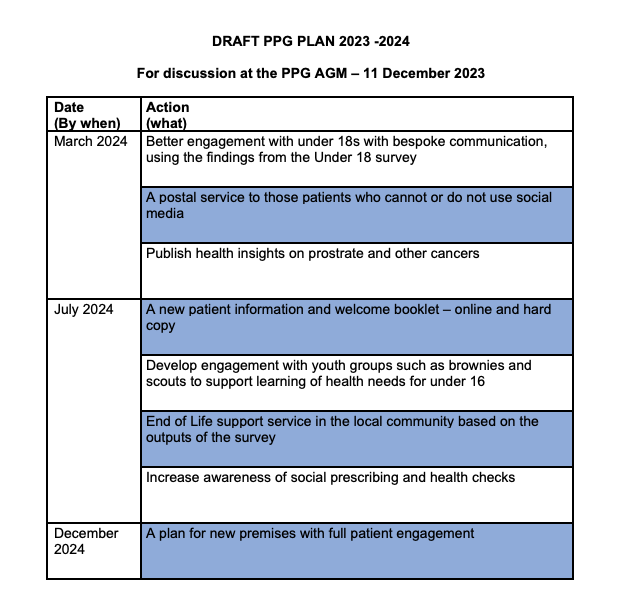 DRAFT PPG PLAN 2023 -2024
For discussion at the PPG AGM – 11 December 2023
Date
(By when)
Action
(what)
March 2024
Better engagement with under 18s with bespoke communication,
using the findings from the Under 18 survey
A postal service to those patients who cannot or do not use social
media
Publish health insights on prostrate and other cancers
July 2024
A new patient information and welcome booklet – online and hard
copy
Develop engagement with youth groups such as brownies and
scouts to support learning of health needs for under 16
End of Life support service in the local community based on the
outputs of the survey
Increase awareness of social prescribing and health checks
December
2024
A plan for new premises with full patient engagement